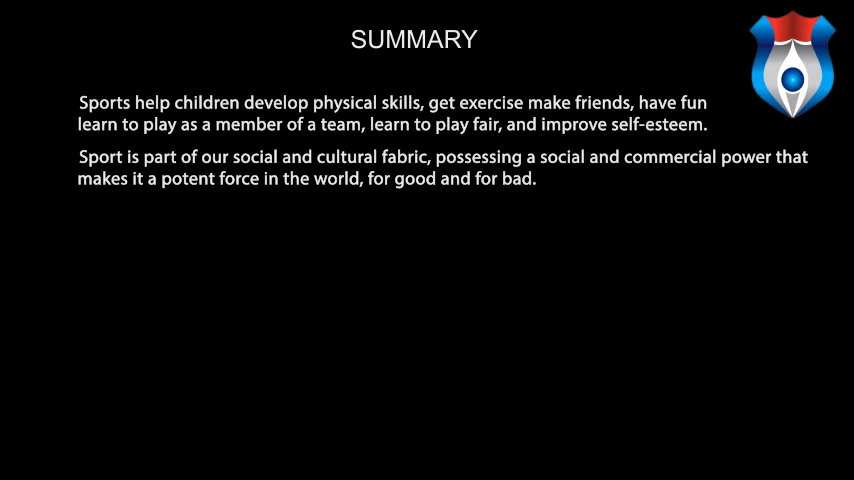 SUMMARY
Sports help children develop physical skills, get exercise make friends, have fun
learn to play as a member of a team, learn to play fair, and improve self-esteem.
Sport is part of our social and cultural fabric, possessing a social and commercial power that
makes it a potent force in the world, for good and for bad.